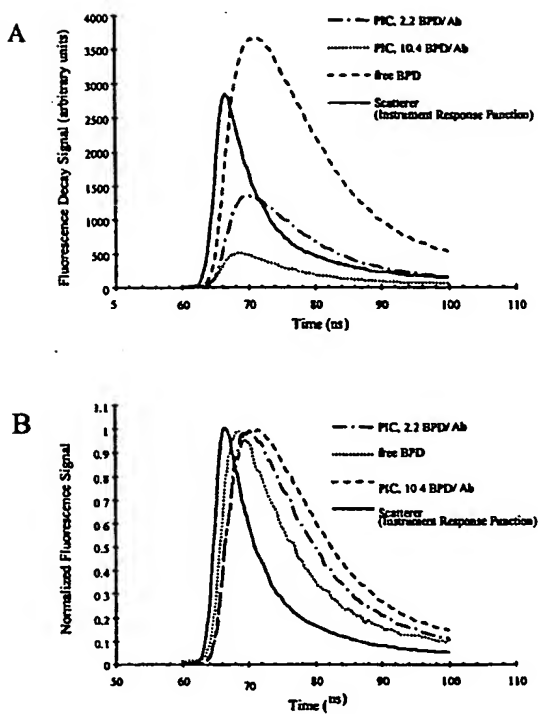 A
Fluorescence Decay Signal (arbitrary units)
4000
3500
3000
2500
2000
1500
1000
500
0
PIC, 2.2 BPD/Ab
PIC, 10.4 BPD/Ab
free BPD
Scatterer
(Instrument Response Function)
5
60
70
80
90
100
110
Time (ns)
B
Normalized Fluorescence Signal
1.1
1
0.9
0.8
0.7
0.6
0.5
0.4
0.3
0.2
0.1
0
PIC, 2.2 BPD/Ab
free BPD
PIC, 10.4 BPD/Ab
Scatterer
(Instrument Response Function)
50
60
70
80
90
100
110
Time (ns)